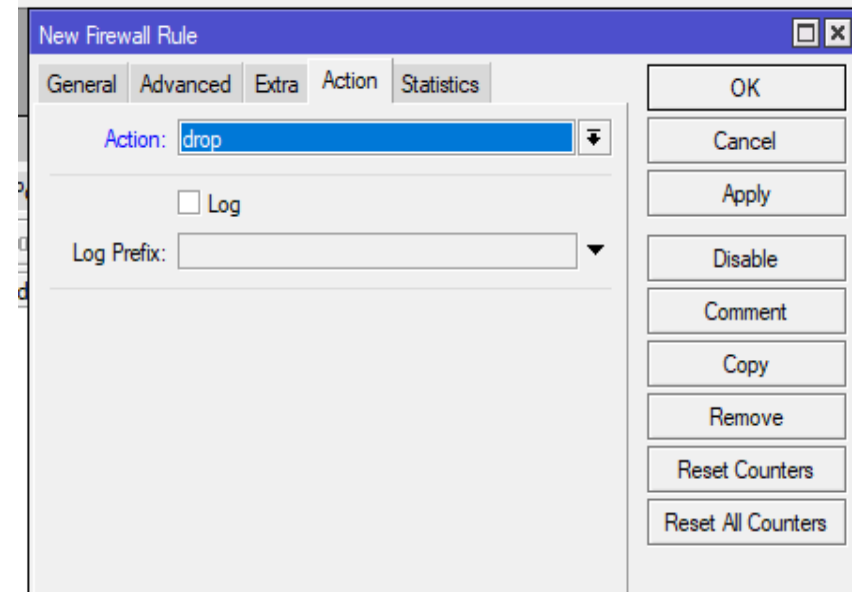 New Firewall Rule
General Advanced Extra Action Statistics
Action: drop
Log
Log Prefix:
OK
Cancel
Apply
Disable
Comment
Copy
Remove
Reset Counters
Reset All Counters